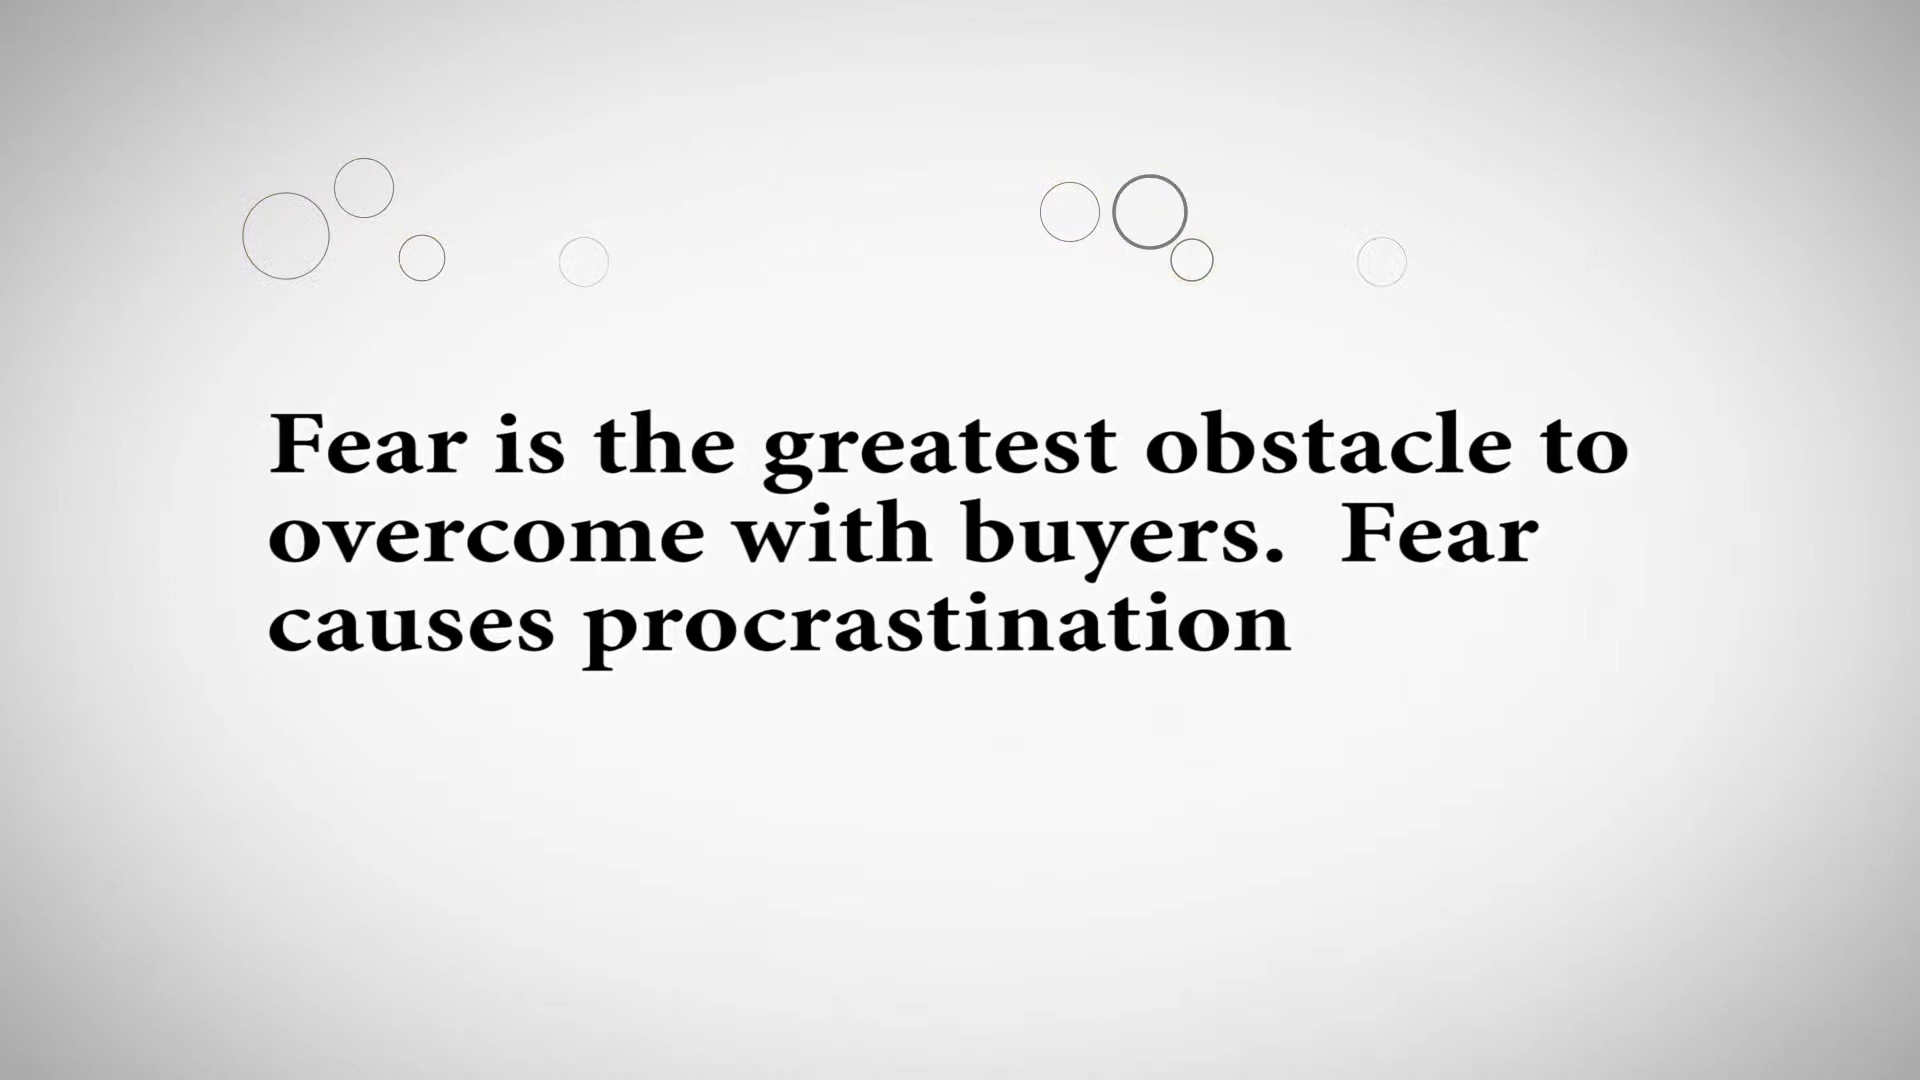 Fear is the greatest obstacle to
overcome with buyers.  Fear
causes procrastination